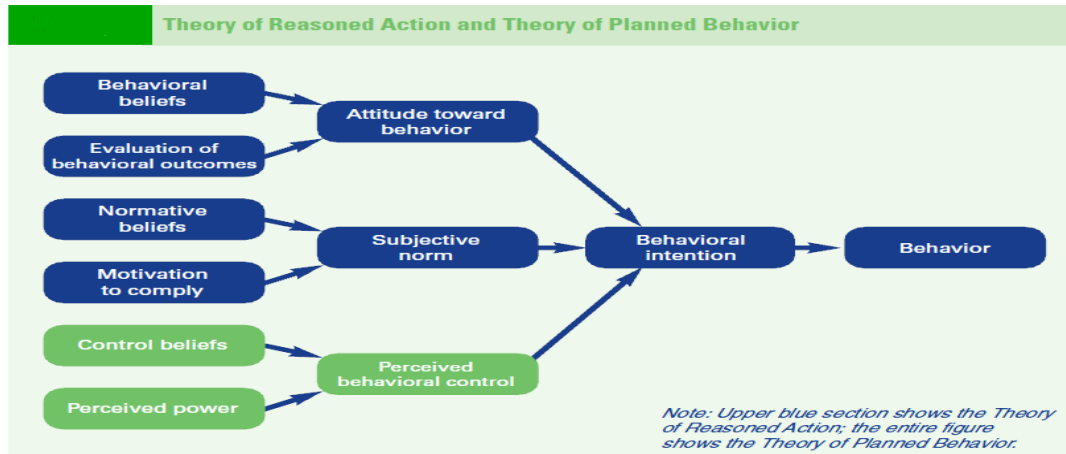 Theory of Reasoned Action and Theory of Planned Behavior
Behavioral
beliefs
Evaluation of
behavioral outcomes
Attitude toward
behavior
Normative
beliefs
Motivation
to comply
Subjective
norm
Behavioral
intention
Behavior
Control beliefs
Perceived power
Perceived
behavioral control
Note: Upper blue section shows the Theory
of Reasoned Action; the entire figure
shows the Theory of Planned Behavior.